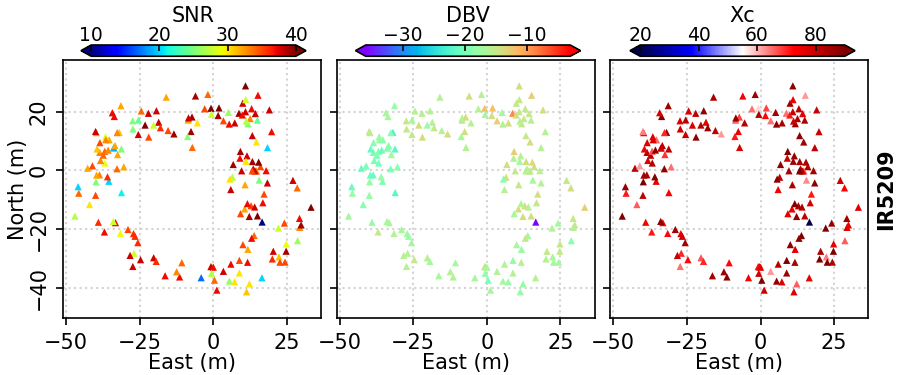 SNR DBV Xc
10 20 30 40 −30 −20 −10 20 40 60 80
20
0
−20
−40
North (m)
−50 −25 0 25 −50 −25 0 25 −50 −25 0 25
East (m) East (m) East (m)
IR5209